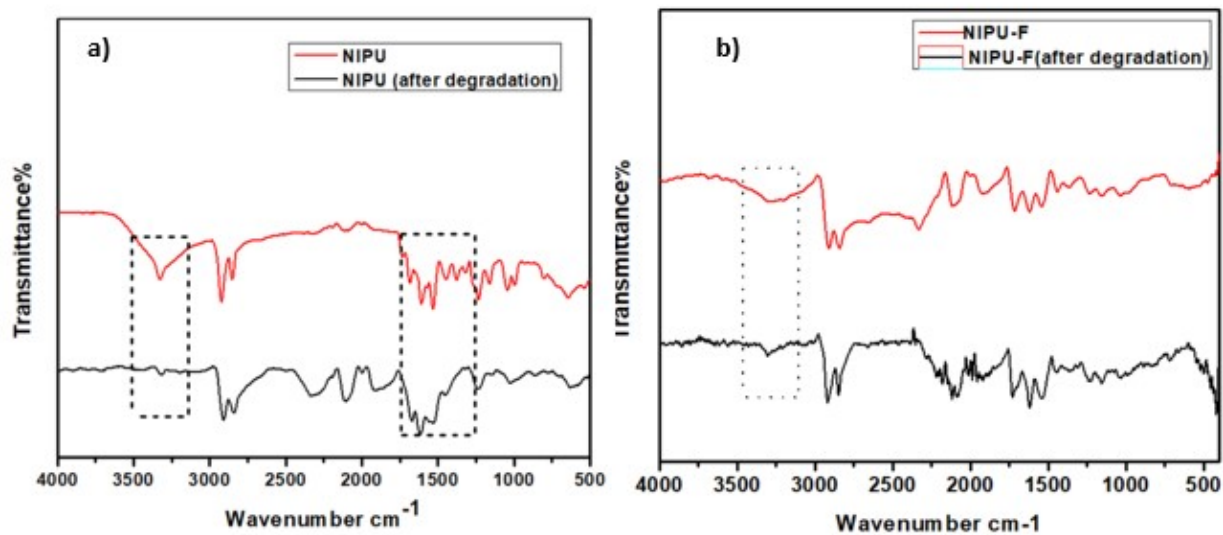 a)
NIPU
NIPU (after degradation)
Transmittance%
4000 3500 3000 2500 2000 1500 1000 500
Wavenumber cm-1
b)
NIPU-F
NIPU-F(after degradation)
Transmittance%
4000 3500 3000 2500 2000 1500 1000 500
Wavenumber cm-1